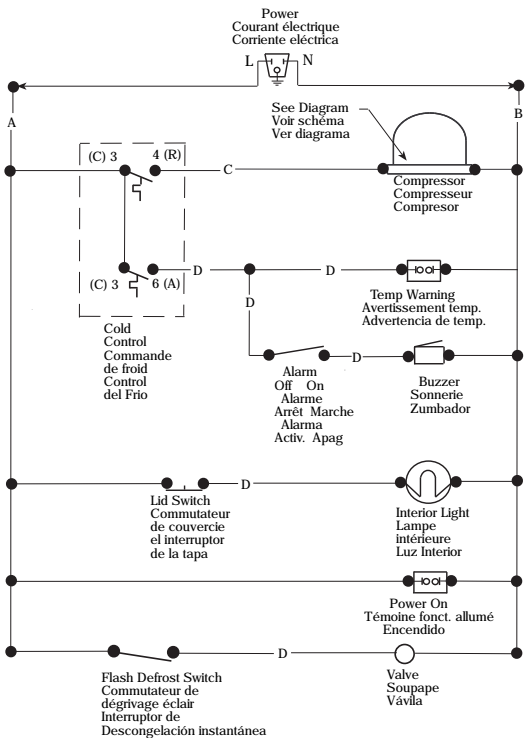 Power
Courant électrique
Corriente eléctrica
L
N
A
B
See Diagram
Voir schéma
Ver diagrama
(C) 3
4 (R)
C
Compressor
Compresseur
Compresor
(C) 3
6 (A)
D
D
D
Temp Warning
Avertissement temp.
Advertencia de temp.
Cold
Control
Commande
de froid
Control
del Frio
D
Alarm
Off On
Alarme
Arrêt Marche
Alarma
Activ. Apag
Buzzer
Sonnerie
Zumbador
D
Lid Switch
Commutateur
de couvercie
el interruptor
de la tapa
Interior Light
Lampe
intérieure
Luz Interior
Power On
Témoine fonct. allumé
Encendido
D
Flash Defrost Switch
Commutateur de
dégrivage éclair
Interruptor de
Descongelación instantánea
Valve
Soupape
Vávila